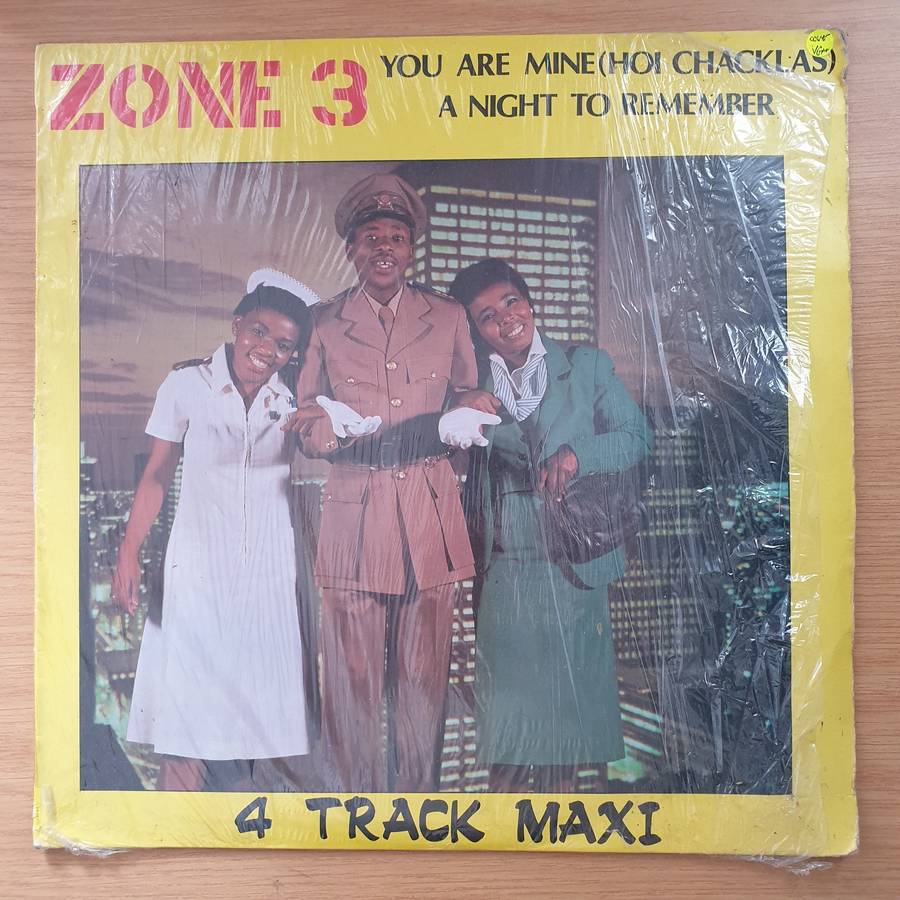 ZONE 3
YOU ARE MINE(HOI CHACKLAS)
A NIGHT TO REMEMBER
4 TRACK MAXI